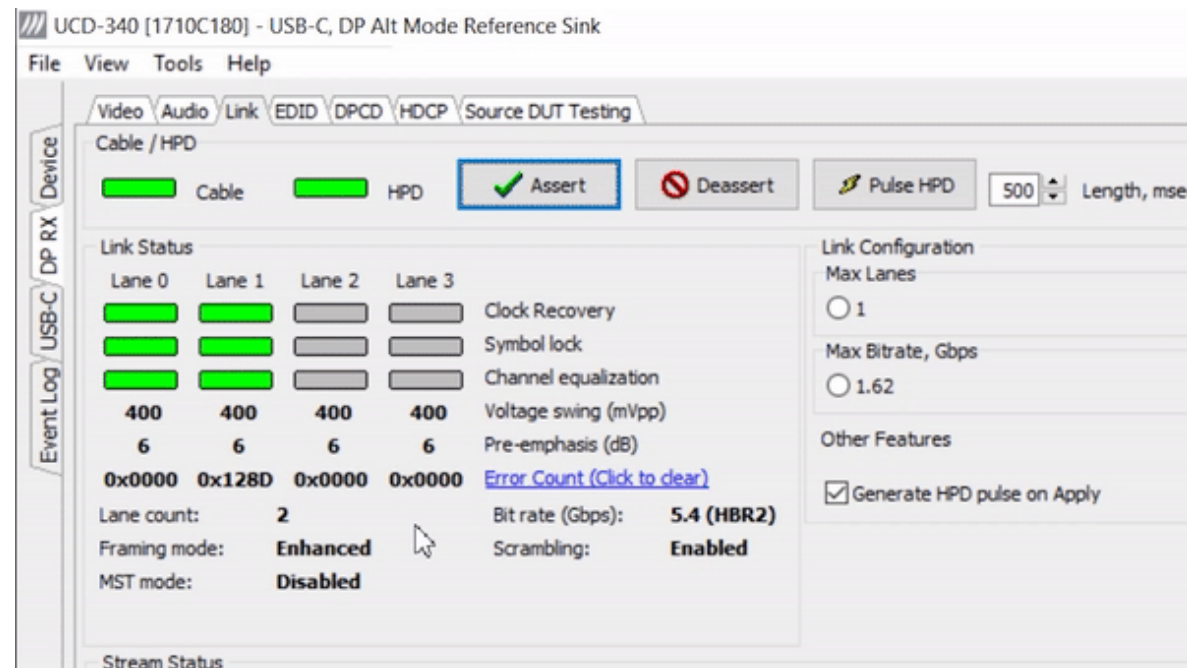 UCD-340 [1710C180] - USB-C, DP Alt Mode Reference Sink
File View Tools Help
Video Audio Link EDID DPCD HDCP Source DUT Testing
Device
DP RX
USB-C
Event Log
Cable / HPD
Cable HPD Assert Deassert Pulse HPD 500 Length, mse
Link Status
Lane 0 Lane 1 Lane 2 Lane 3
Clock Recovery
Symbol lock
Channel equalization
400 400 400 400 Voltage swing (mVpp)
6 6 6 6 Pre-emphasis (dB)
0x0000 0x128D 0x0000 0x0000 Error Count (Click to clear)
Lane count: 2 Bit rate (Gbps): 5.4 (HBR2)
Framing mode: Enhanced Scrambling: Enabled
MST mode: Disabled
Link Configuration
Max Lanes
1
Max Bitrate, Gbps
1.62
Other Features
Generate HPD pulse on Apply
Stream Status